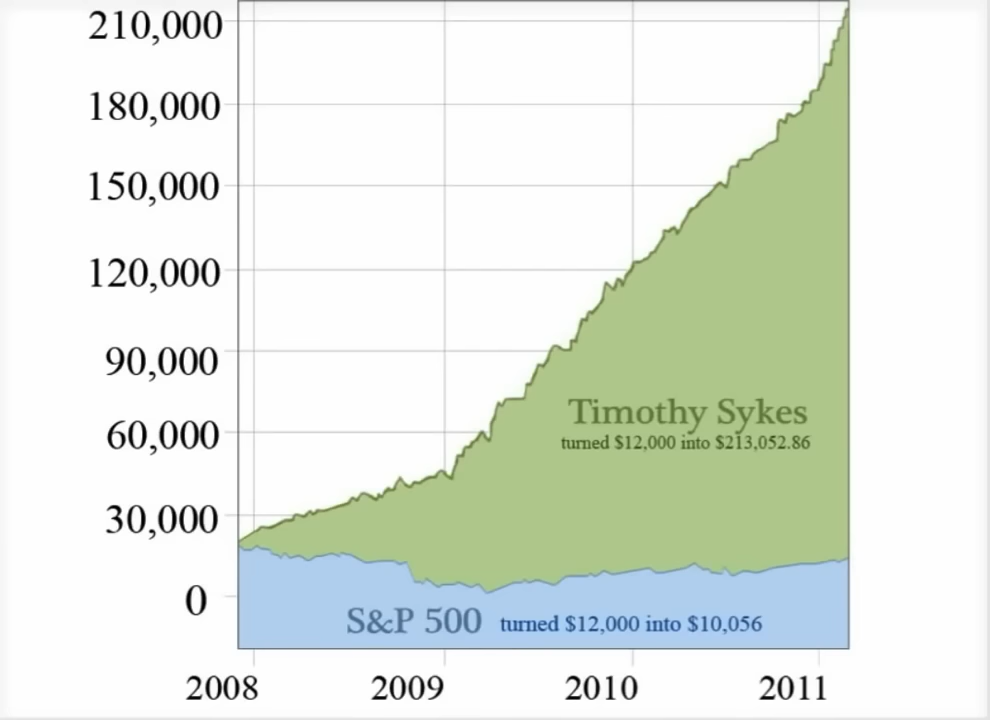 210,000
180,000
150,000
120,000
90,000
Timothy Sykes
turned $12,000 into $213,052.86
60,000
30,000
0
S&P 500 turned $12,000 into $10,056
2008 2009 2010 2011